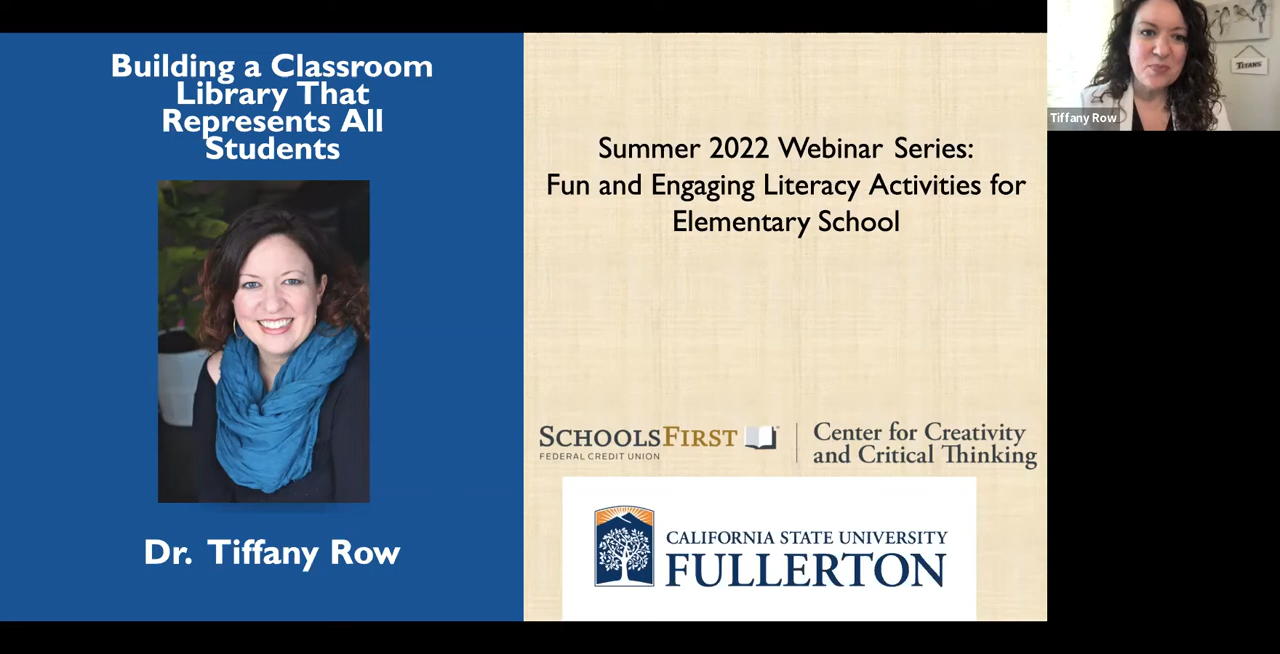 Building a Classroom
Library That
Represents All
Students
Dr. Tiffany Row
Summer 2022 Webinar Series:
Fun and Engaging Literacy Activities for
Elementary School
SCHOOLSFIRST
FEDERAL CREDIT UNION
Center for Creativity
and Critical Thinking
CALIFORNIA STATE UNIVERSITY
FULLERTON
TITANS
Tiffany Row